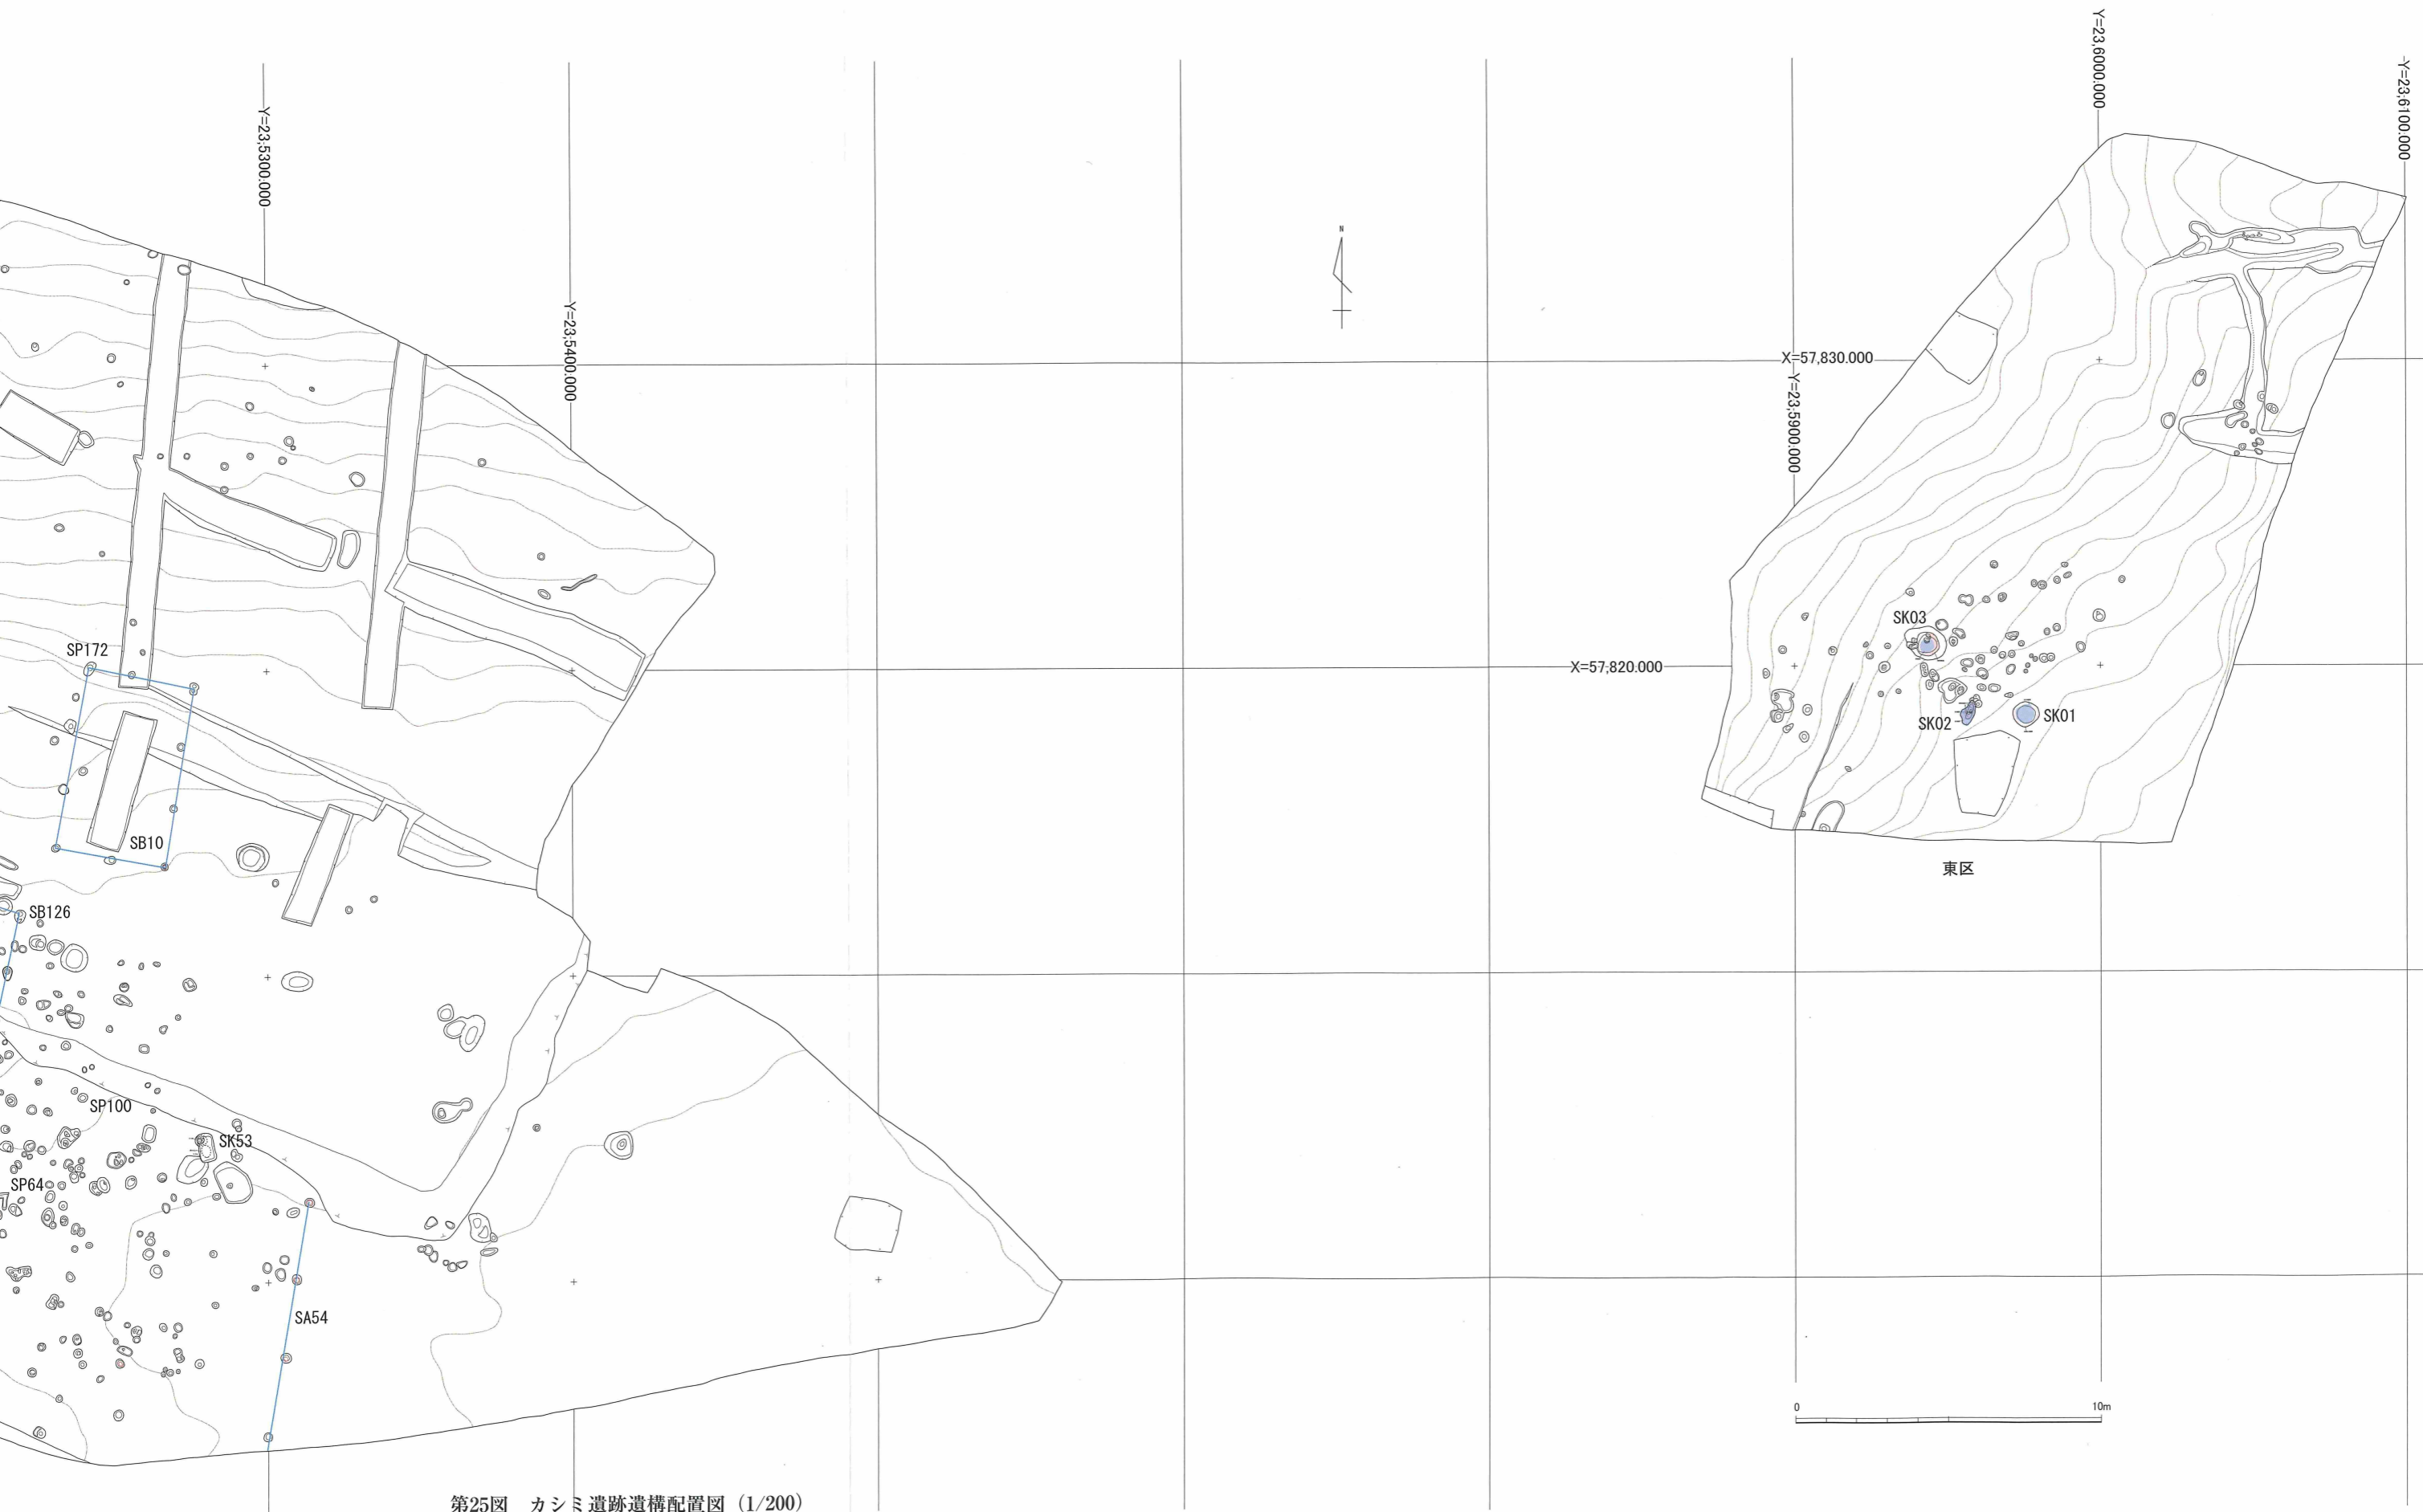 Y=23,5300.000
Y=23,5400.000
Y=23,5900.000
Y=23,6000.000
Y=23,6100.000
N
X=57,830.000
X=57,820.000
SP172
SB10
SB126
SP100
SK53
SP64
SA54
SK03
SK02
SK01
東区
0 10m
第25図 カシミ遺跡遺構配置図(1/200)